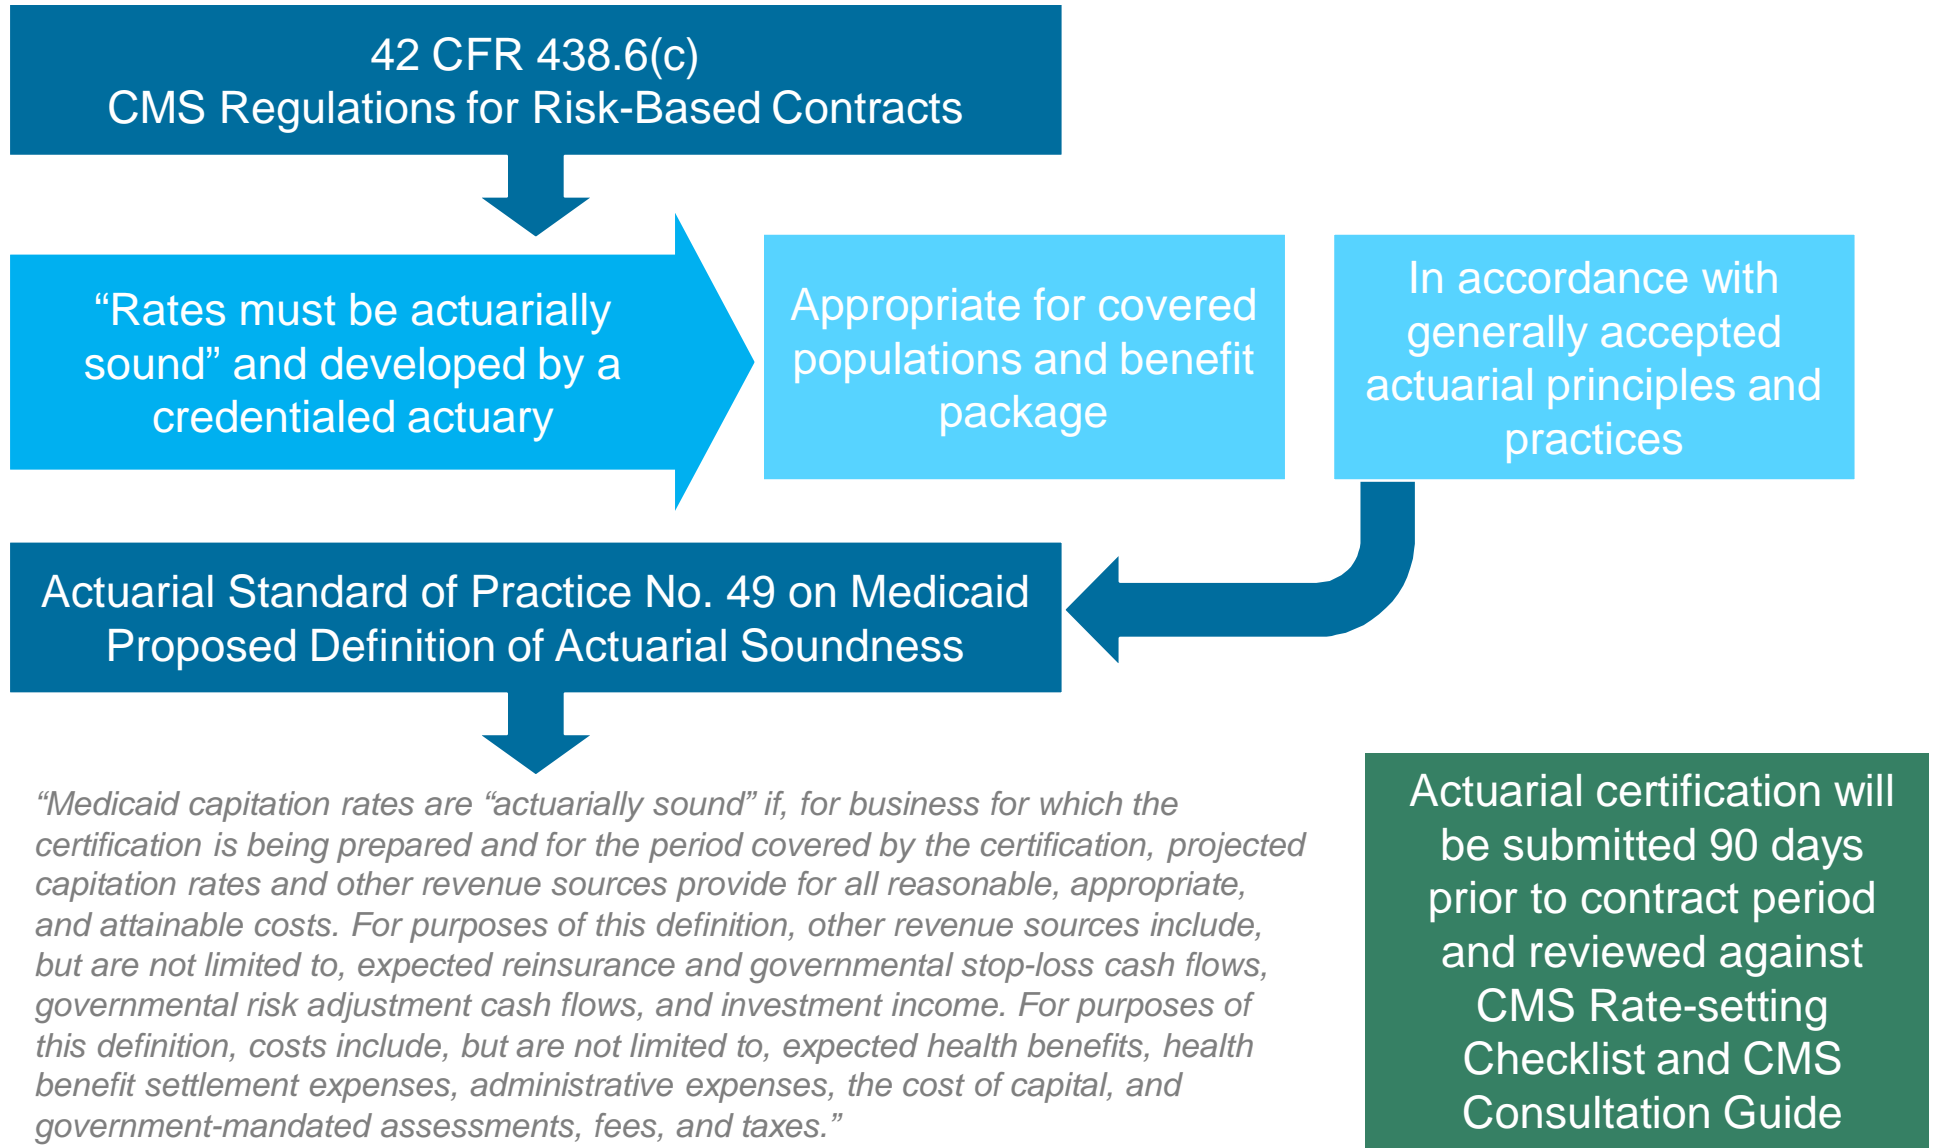 42 CFR 438.6(c)
CMS Regulations for Risk-Based Contracts
“Rates must be actuarially
sound” and developed by a
credentialed actuary
Appropriate for covered
populations and benefit
package
In accordance with
generally accepted
actuarial principles and
practices
Actuarial Standard of Practice No. 49 on Medicaid
Proposed Definition of Actuarial Soundness
“Medicaid capitation rates are “actuarially sound” if, for business for which the
certification is being prepared and for the period covered by the certification, projected
capitation rates and other revenue sources provide for all reasonable, appropriate,
and attainable costs. For purposes of this definition, other revenue sources include,
but are not limited to, expected reinsurance and governmental stop-loss cash flows,
governmental risk adjustment cash flows, and investment income. For purposes of
this definition, costs include, but are not limited to, expected health benefits, health
benefit settlement expenses, administrative expenses, the cost of capital, and
government-mandated assessments, fees, and taxes.”
Actuarial certification will
be submitted 90 days
prior to contract period
and reviewed against
CMS Rate-setting
Checklist and CMS
Consultation Guide